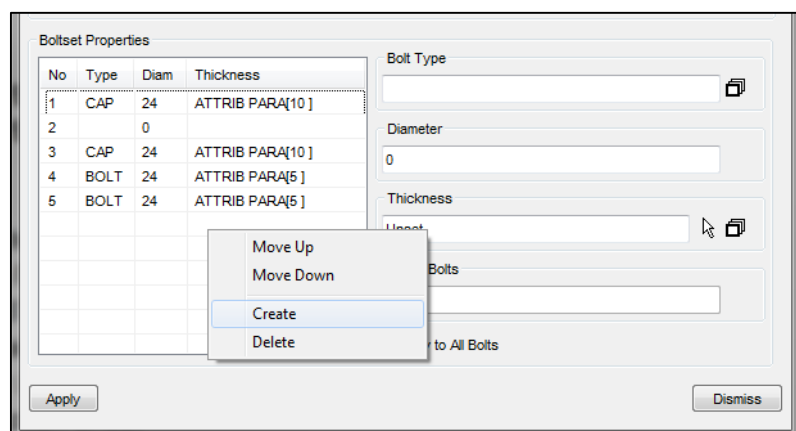 Boltset Properties
No Type Diam Thickness
1 CAP 24 ATTRIB PARA[10 ]
2 0
3 CAP 24 ATTRIB PARA[10 ]
4 BOLT 24 ATTRIB PARA[5 ]
5 BOLT 24 ATTRIB PARA[5 ]
Move Up
Move Down
Create
Delete
Bolt Type
Diameter
0
Thickness
Unset
Bolts
to All Bolts
Apply
Dismiss